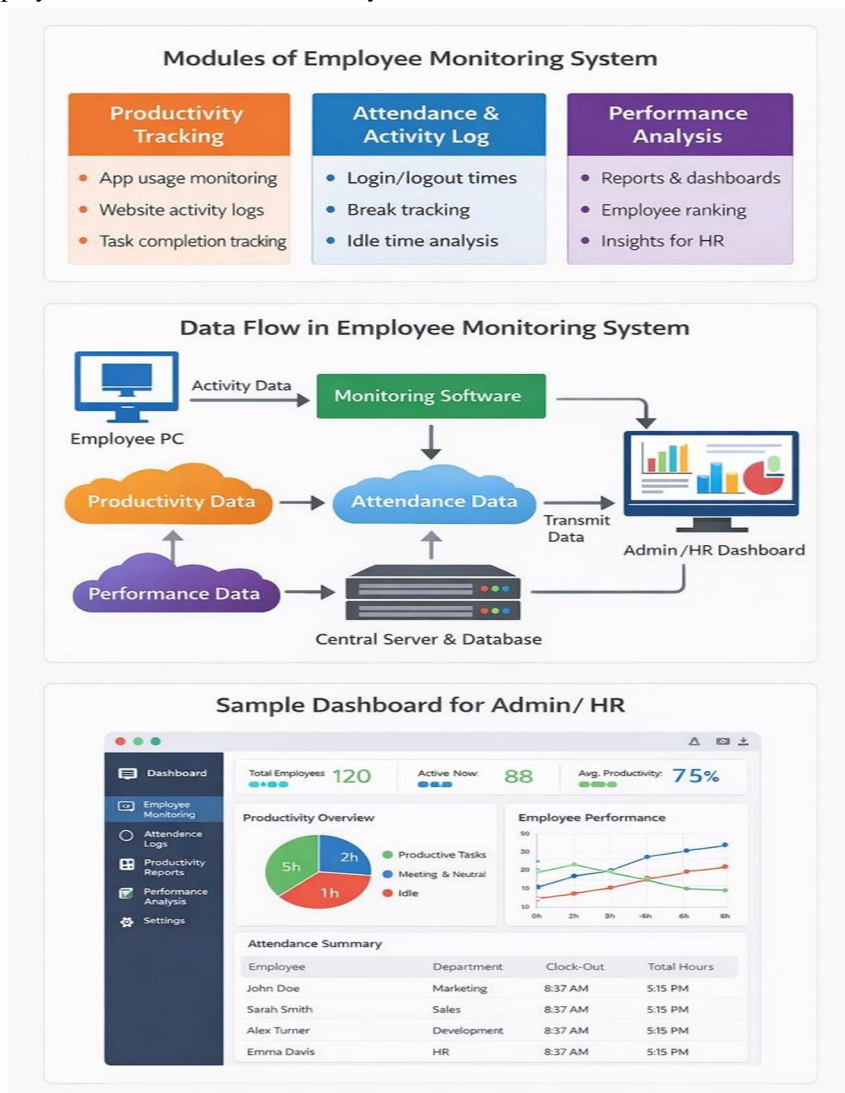 Modules of Employee Monitoring System
Productivity
Tracking
• App usage monitoring
• Website activity logs
• Task completion tracking
Attendance &
Activity Log
• Login/logout times
• Break tracking
• Idle time analysis
Performance
Analysis
• Reports & dashboards
• Employee ranking
• Insights for HR
Data Flow in Employee Monitoring System
Employee PC
Activity Data
Monitoring Software
Productivity Data
Attendance Data
Transmit
Data
Admin/HR Dashboard
Performance Data
Central Server & Database
Sample Dashboard for Admin/ HR
Dashboard
Employee
Monitoring
Attendence
Logs
Productivity
Reports
Performance
Analysis
Settings
Total Employees 120
Active Now: 88
Avg. Productivity: 75%
Productivity Overview
5h
2h
1h
Productive Tasks
Meeting & Neutral
Idle
Employee Performance
50
30
20
10
10
0h 2h 3h 6h 8h
Attendance Summary
Employee Department Clock-Out Total Hours
John Doe Marketing 8:37 AM 5:15 PM
Sarah Smith Sales 8:37 AM 5:15 PM
Alex Turner Development 8:37 AM 5:15 PM
Emma Davis HR 8:37 AM 5:15 PM